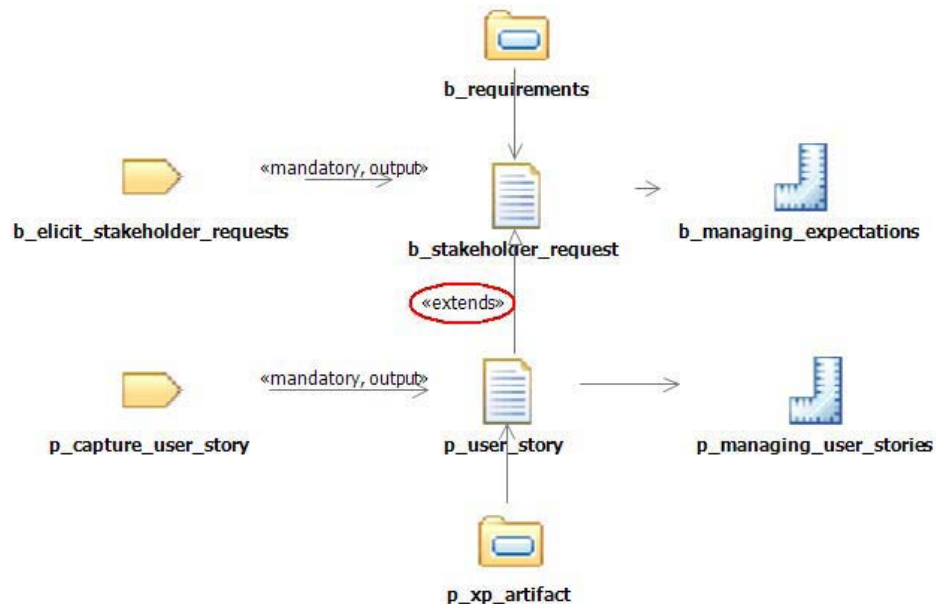 b_requirements
«mandatory, output»
b_elicit_stakeholder_requests
b_stakeholder_request
b_managing_expectations
«extends»
«mandatory, output»
p_capture_user_story
p_user_story
p_managing_user_stories
p_xp_artifact